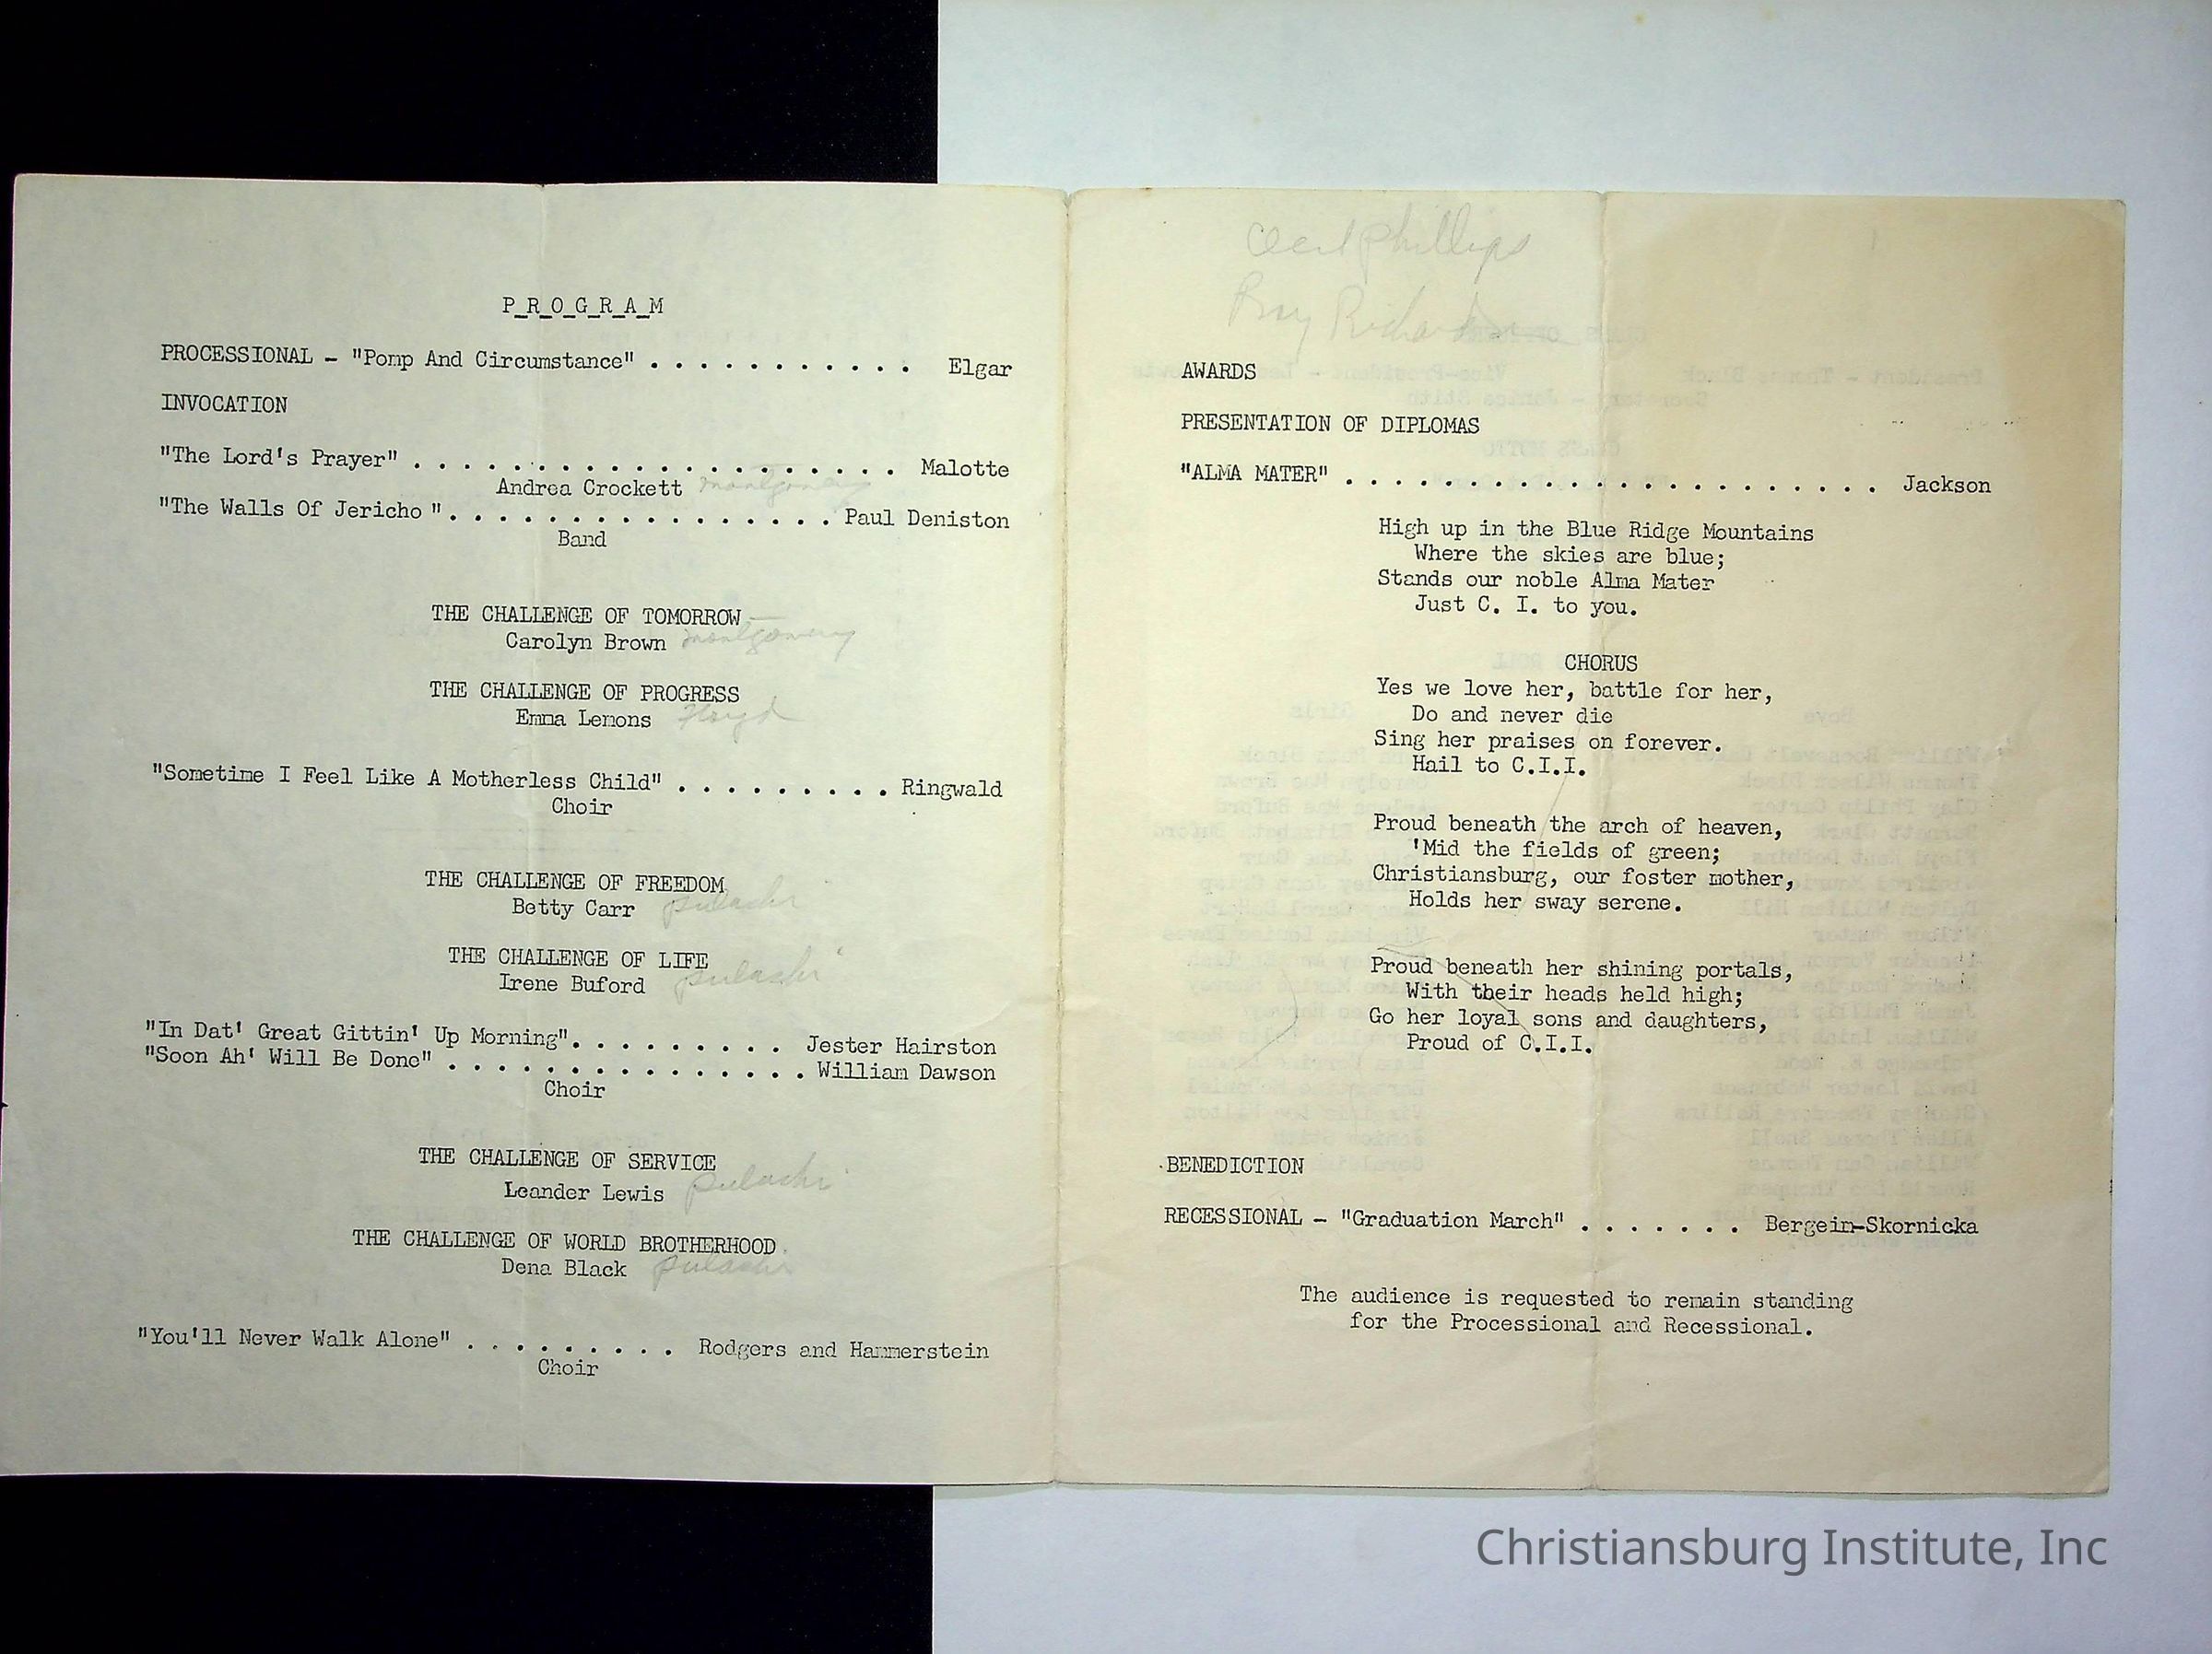 P_R_O_G_R_A_M
PROCESSIONAL - "Pomp And Circumstance" . . . . . . . . . . . Elgar
INVOCATION
"The Lord's Prayer" . . . . . . . . . . . . . . . . . . . . Malotte
Andrea Crockett Montgomery
"The Walls Of Jericho ". . . . . . . . . . . . . . . . Paul Deniston
Band
THE CHALLENGE OF TOMORROW
Carolyn Brown Montgomery
THE CHALLENGE OF PROGRESS
Emma Lemons Floyd
"Sometime I Feel Like A Motherless Child" . . . . . . . . . Ringwald
Choir
THE CHALLENGE OF FREEDOM
Betty Carr Pulaski
THE CHALLENGE OF LIFE
Irene Buford Pulaski
"In Dat' Great Gittin' Up Morning". . . . . . . . . Jester Hairston
"Soon Ah' Will Be Done" . . . . . . . . . . . . . . . William Dawson
Choir
THE CHALLENGE OF SERVICE
Leander Lewis Pulaski
THE CHALLENGE OF WORLD BROTHERHOOD
Dena Black Pulaski
"You'll Never Walk Alone" . . . . . . . . . Rodgers and Hammerstein
Choir
Cecil Phillips
Roy Richards
AWARDS
PRESENTATION OF DIPLOMAS
"ALMA MATER" . . . . . . . . . . . . . . . . . . . . . . Jackson
High up in the Blue Ridge Mountains
Where the skies are blue;
Stands our noble Alma Mater
Just C. I. to you.
CHORUS
Yes we love her, battle for her,
Do and never die
Sing her praises on forever.
Hail to C.I.I.
Proud beneath the arch of heaven,
'Mid the fields of green;
Christiansburg, our foster mother,
Holds her sway serene.
Proud beneath her shining portals,
With their heads held high;
Go her loyal sons and daughters,
Proud of C.I.I.
BENEDICTION
RECESSIONAL - "Graduation March" . . . . . . . Bergein-Skornicka
The audience is requested to remain standing
for the Processional and Recessional.
Christiansburg Institute, Inc